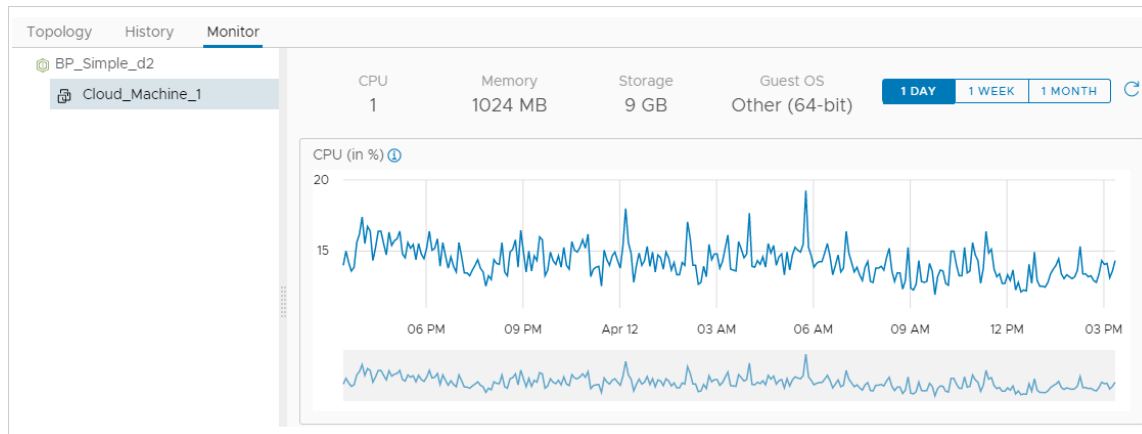 Topology History Monitor
BP_Simple_d2
Cloud_Machine_1
CPU Memory Storage Guest OS
1 1024 MB 9 GB Other (64-bit)
1 DAY 1 WEEK 1 MONTH
CPU (in %)
20
15
06 PM 09 PM Apr 12 03 AM 06 AM 09 AM 12 PM 03 PM